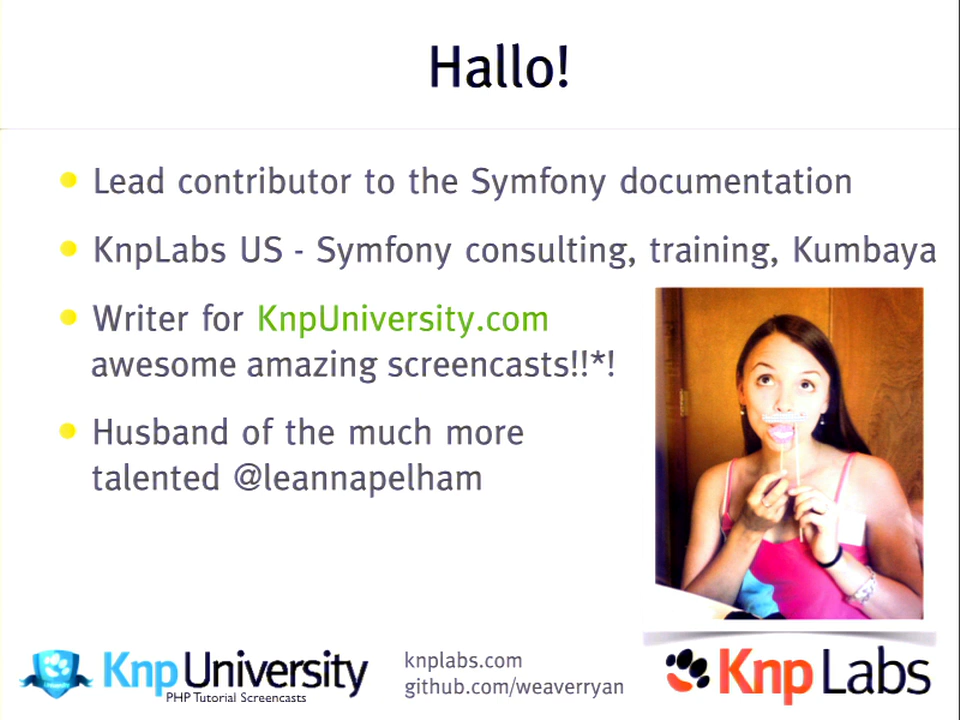 Hallo!
Lead contributor to the Symfony documentation
KnpLabs US - Symfony consulting, training, Kumbaya
Writer for KnpUniversity.com
awesome amazing screencasts!!*!
Husband of the much more
talented @leannapelham
KnpUniversity
PHP Tutorial Screencasts
knplabs.com
github.com/weaverryan
KnpLabs